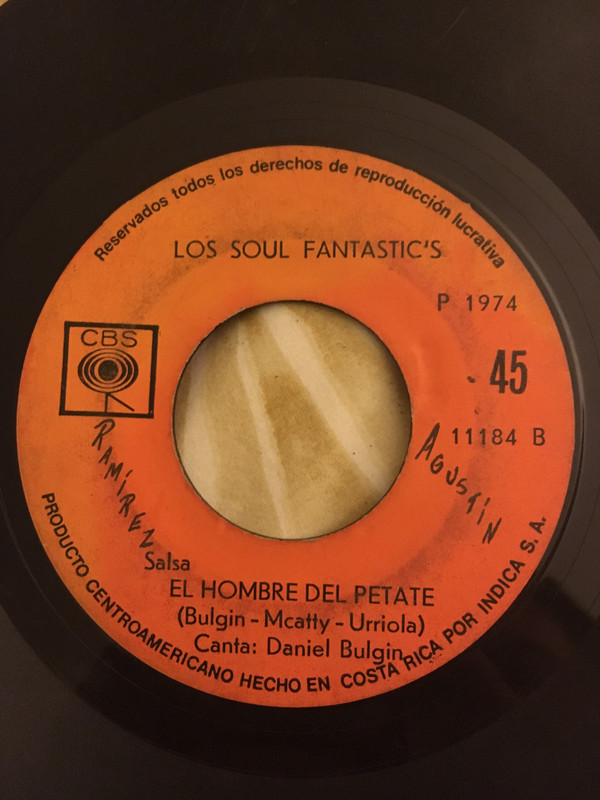 Reservados todos los derechos de reproducción lucrativa
LOS SOUL FANTASTIC'S
P 1974
CBS
45
11184 B
RAMÍREZ
AGUSTÍN
Salsa
EL HOMBRE DEL PETATE
(Bulgin - Mcatty - Urriola)
Canta: Daniel Bulgin
PRODUCTO CENTROAMERICANO HECHO EN COSTA RICA POR INDICA S. A.